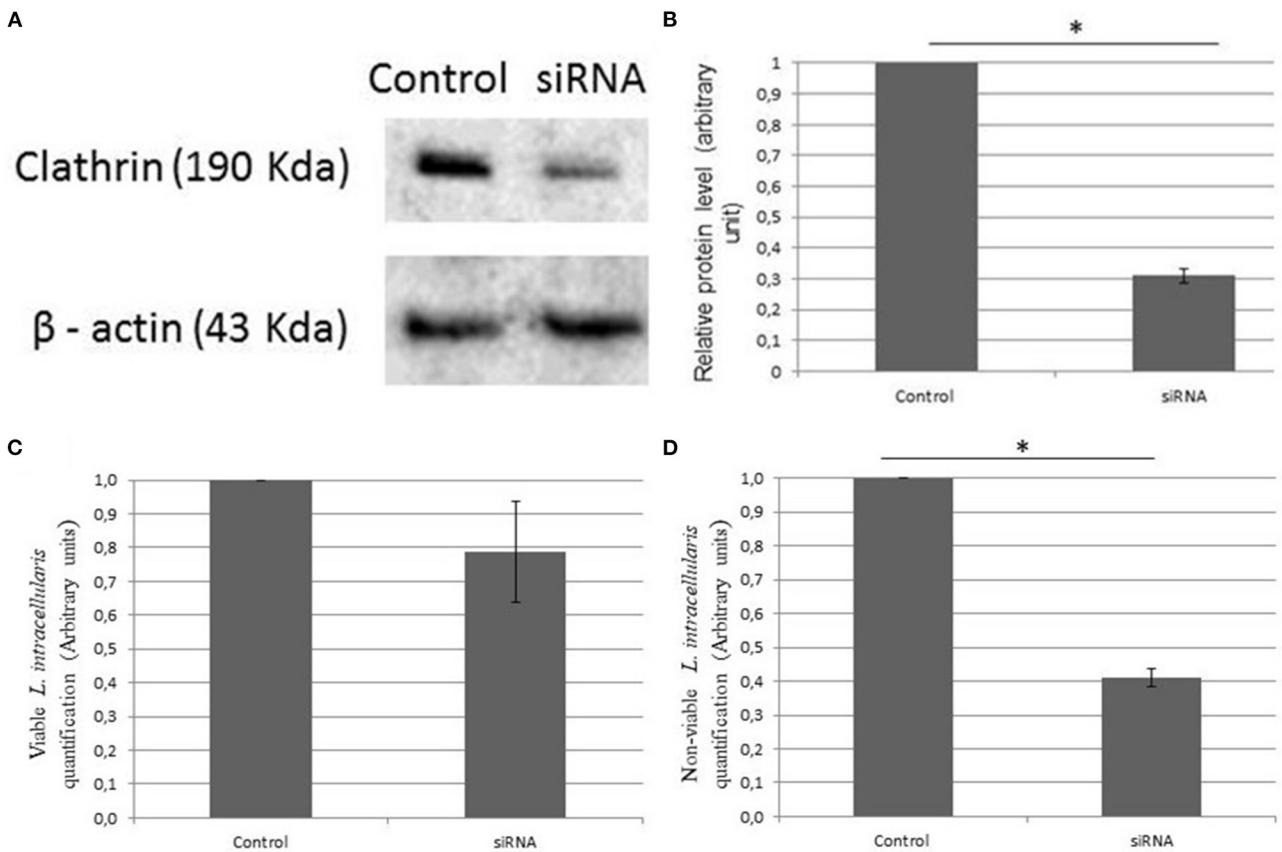 A
Control siRNA
Clathrin (190 Kda)
β - actin (43 Kda)
B
*
Relative protein level (arbitrary
unit)
1
0,9
0,8
0,7
0,6
0,5
0,4
0,3
0,2
0,1
0
Control siRNA
C
Viable L. intracellularis
quantification (Arbitrary units)
1,0
0,9
0,8
0,7
0,6
0,5
0,4
0,3
0,2
0,1
0,0
Control siRNA
D
*
Non-viable L. intracellularis
quantification (Arbitrary units)
1,0
0,9
0,8
0,7
0,6
0,5
0,4
0,3
0,2
0,1
0,0
Control siRNA